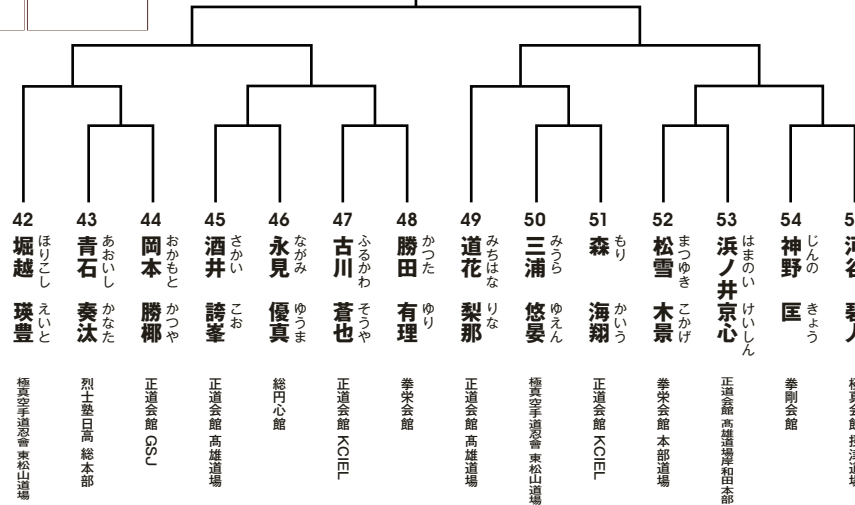 42
堀越 瑛豊
ほりこし えいと
極真空手道忍會 東松山道場
43
青石 奏汰
あおいし かなた
烈士塾日高 総本部
44
岡本 勝椰
おかもと かつや
正道会館 GSJ
45
酒井 誇峯
さかい こお
正道会館 髙雄道場
46
永見 優真
ながみ ゆうま
総円心館
47
古川 蒼也
ふるかわ そうや
正道会館 KCIEL
48
勝田 有理
かつた ゆり
拳栄会館
49
道花 梨那
みちはな りな
正道会館 髙雄道場
50
三浦 悠晏
みうら ゆえん
極真空手道忍會 東松山道場
51
森 海翔
もり かいう
正道会館 KCIEL
52
松雪 木景
まつゆき こかげ
拳栄会館 本部道場
53
浜ノ井京心
はまのい けいしん
正道会館 髙雄道場岸和田本部
54
神野 匡
じんの きょう
拳剛会館